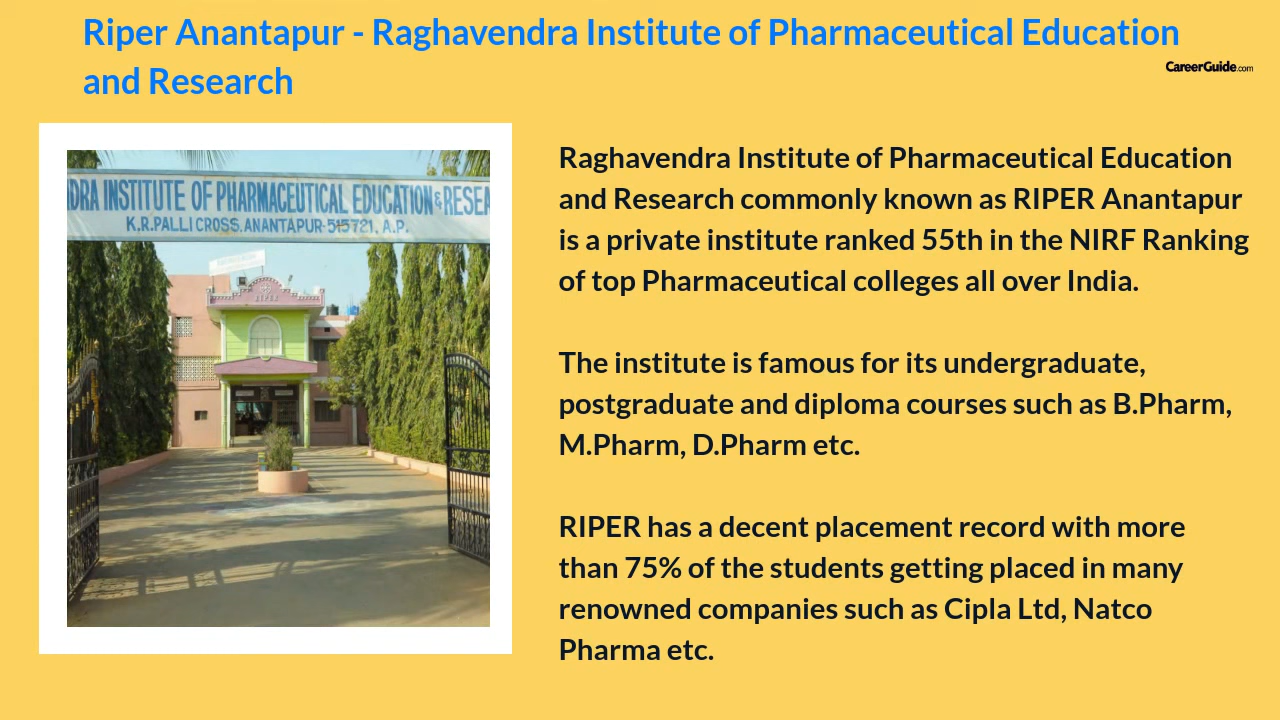 Riper Anantapur - Raghavendra Institute of Pharmaceutical Education
and Research
CareerGuide.com
DRA INSTITUTE OF PHARMACEUTICAL EDUCATION & RESEA
K.R.PALLI CROSS. ANANTAPUR-515721. A.P.
RIPER
Raghavendra Institute of Pharmaceutical Education
and Research commonly known as RIPER Anantapur
is a private institute ranked 55th in the NIRF Ranking
of top Pharmaceutical colleges all over India.
The institute is famous for its undergraduate,
postgraduate and diploma courses such as B.Pharm,
M.Pharm, D.Pharm etc.
RIPER has a decent placement record with more
than 75% of the students getting placed in many
renowned companies such as Cipla Ltd, Natco
Pharma etc.